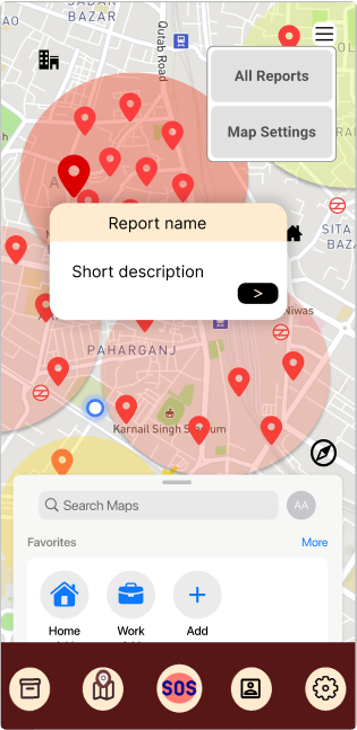 SADAR
BAZAR
Qutab Road
All Reports
Map Settings
Report name
SITA
Short description
>
Niwas
PAHARGANJ
Karnail Singh Stadium
Search Maps
AA
Favorites
More
Home
Work
Add
SOS